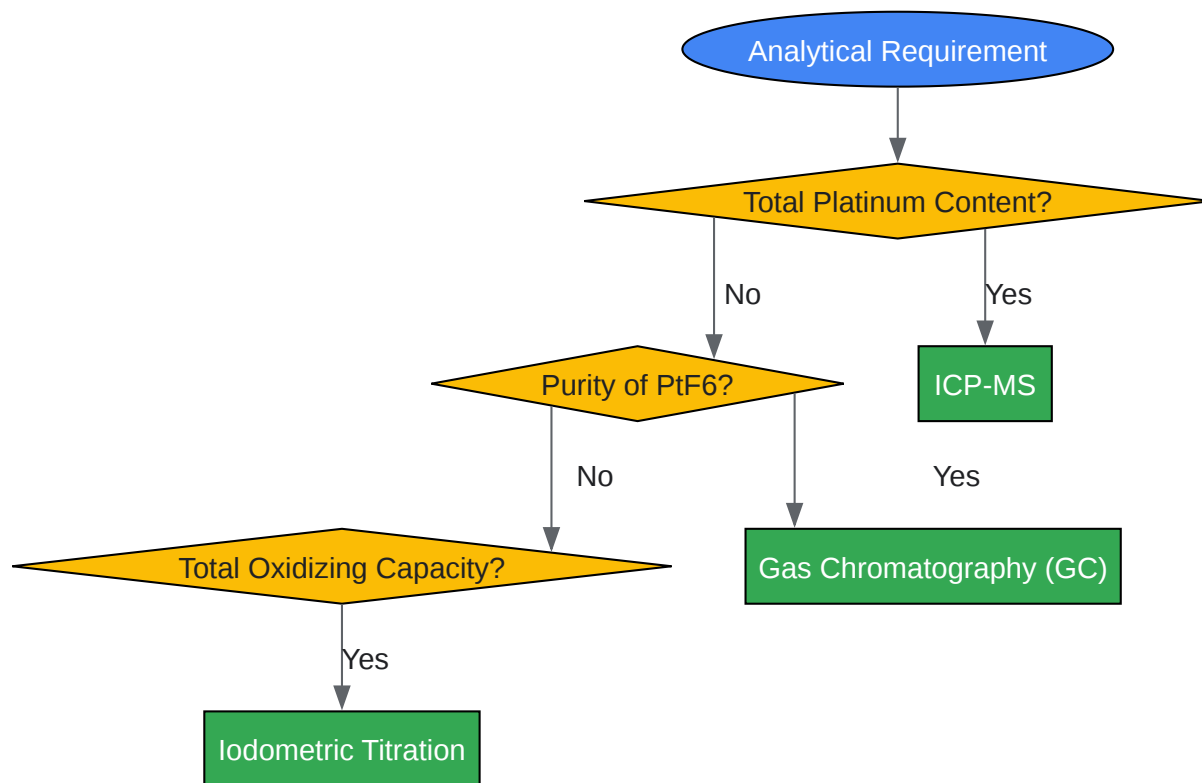 Analytical Requirement
Total Platinum Content?
No
Yes
Purity of PtF6?
ICP-MS
No
Yes
Total Oxidizing Capacity?
Gas Chromatography (GC)
Yes
Iodometric Titration